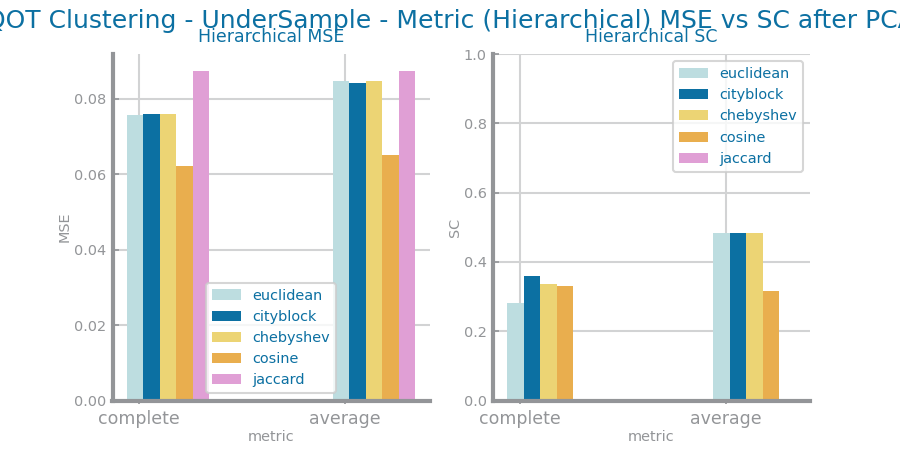 OT Clustering - UnderSample - Metric (Hierarchical) MSE vs SC after
Hierarchical MSE
0.08
0.06
0.04
0.02
0.00
MSE
complete
average
metric
euclidean
cityblock
chebyshev
cosine
jaccard
Hierarchical SC
1.0
0.8
0.6
0.4
0.2
0.0
SC
complete
average
metric
euclidean
cityblock
chebyshev
cosine
jaccard